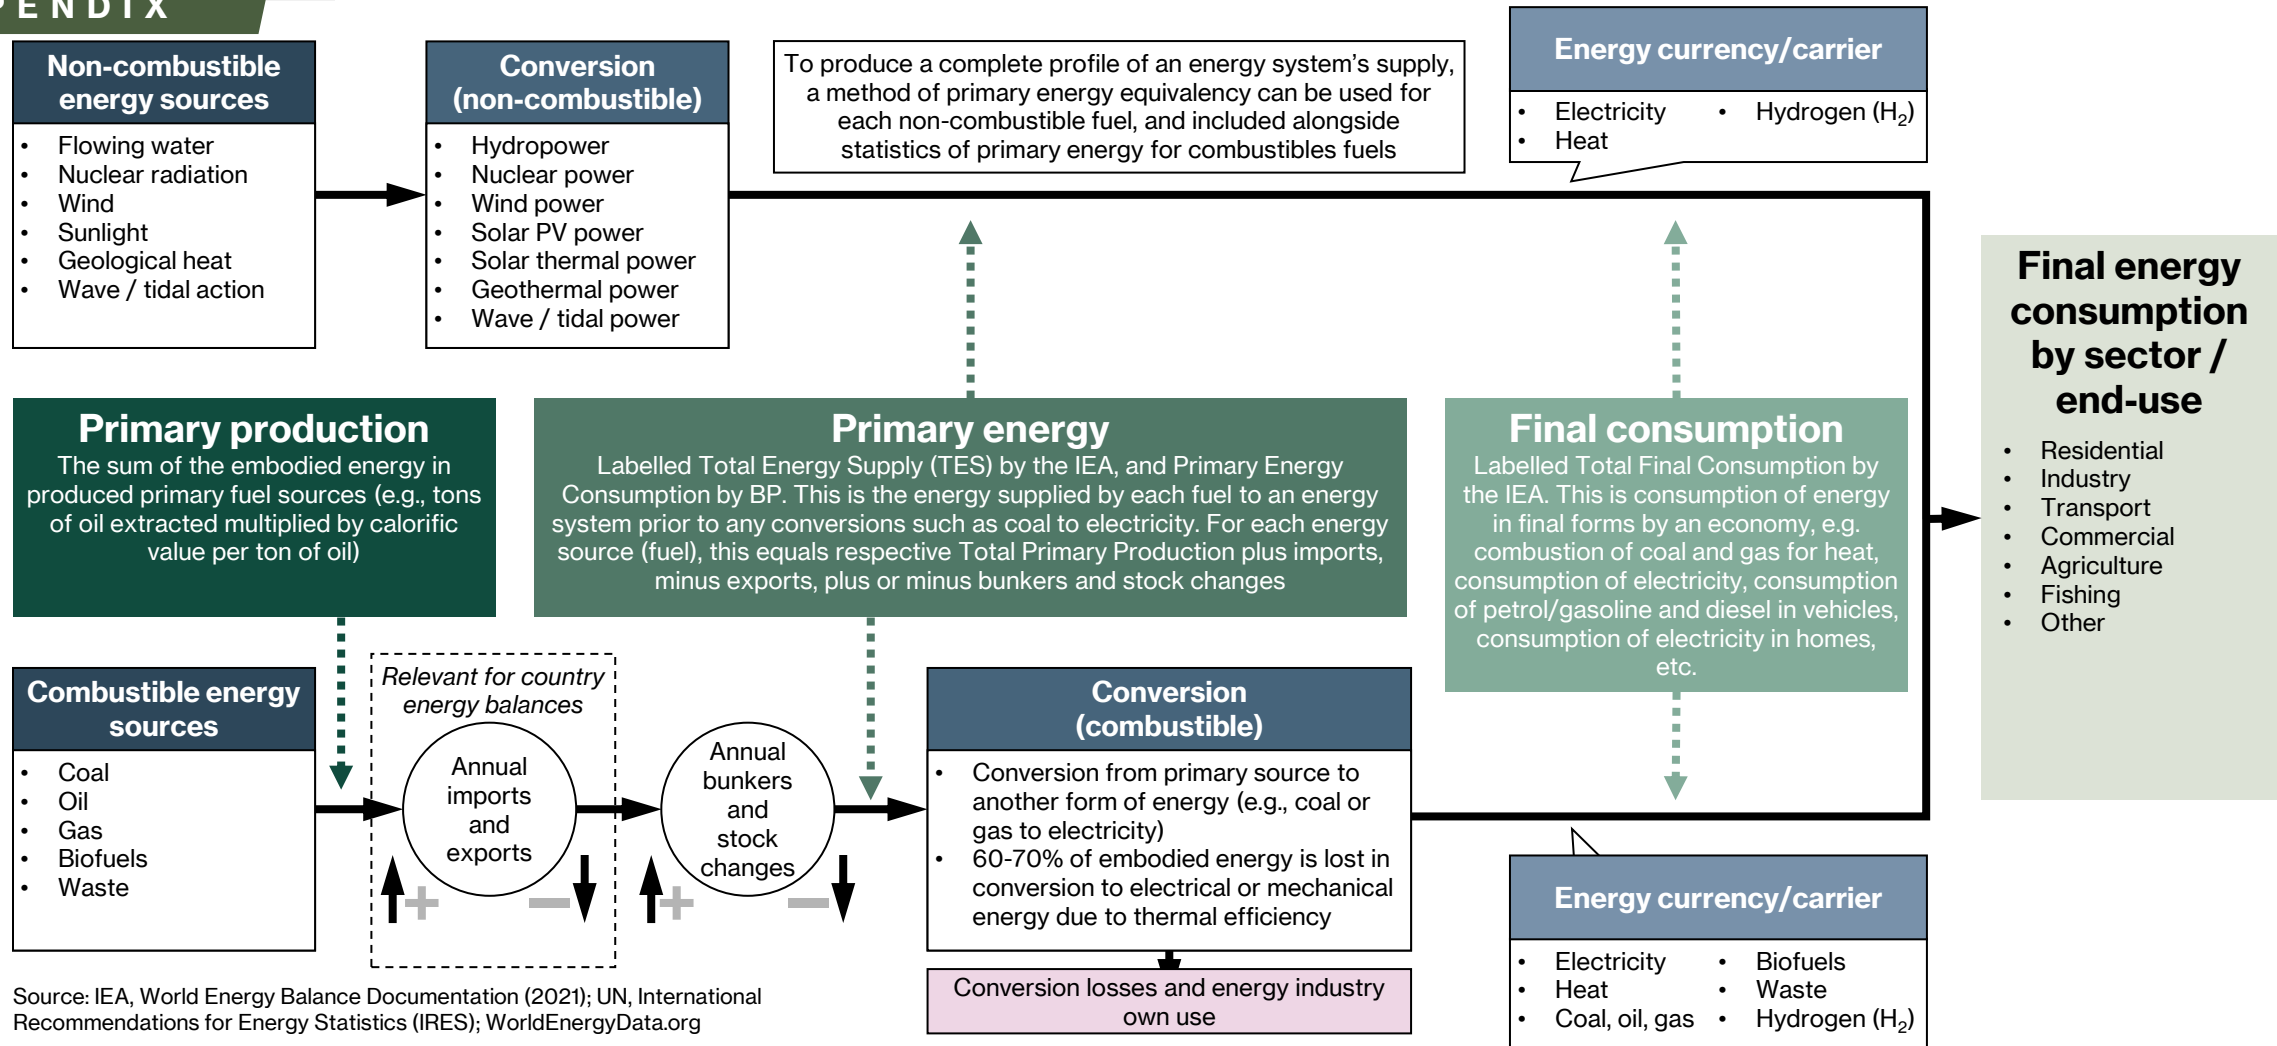 PENDIX
Non-combustible
energy sources
• Flowing water
• Nuclear radiation
• Wind
• Sunlight
• Geological heat
• Wave / tidal action
Conversion
(non-combustible)
• Hydropower
• Nuclear power
• Wind power
• Solar PV power
• Solar thermal power
• Geothermal power
• Wave / tidal power
To produce a complete profile of an energy system’s supply,
a method of primary energy equivalency can be used for
each non-combustible fuel, and included alongside
statistics of primary energy for combustibles fuels
Energy currency/carrier
• Electricity
• Heat
• Hydrogen (H₂)
Primary production
The sum of the embodied energy in
produced primary fuel sources (e.g., tons
of oil extracted multiplied by calorific
value per ton of oil)
Primary energy
Labelled Total Energy Supply (TES) by the IEA, and Primary Energy
Consumption by BP. This is the energy supplied by each fuel to an energy
system prior to any conversions such as coal to electricity. For each energy
source (fuel), this equals respective Total Primary Production plus imports,
minus exports, plus or minus bunkers and stock changes
Final consumption
Labelled Total Final Consumption by
the IEA. This is consumption of energy
in final forms by an economy, e.g.
combustion of coal and gas for heat,
consumption of electricity, consumption
of petrol/gasoline and diesel in vehicles,
consumption of electricity in homes,
etc.
Final energy
consumption
by sector /
end-use
• Residential
• Industry
• Transport
• Commercial
• Agriculture
• Fishing
• Other
Combustible energy
sources
• Coal
• Oil
• Gas
• Biofuels
• Waste
Relevant for country
energy balances
Annual
imports
and
exports
+ −
Annual
bunkers
and
stock
changes
+ −
Conversion
(combustible)
• Conversion from primary source to
another form of energy (e.g., coal or
gas to electricity)
• 60-70% of embodied energy is lost in
conversion to electrical or mechanical
energy due to thermal efficiency
Conversion losses and energy industry
own use
Energy currency/carrier
• Electricity
• Heat
• Coal, oil, gas
• Biofuels
• Waste
• Hydrogen (H₂)
Source: IEA, World Energy Balance Documentation (2021); UN, International
Recommendations for Energy Statistics (IRES); WorldEnergyData.org